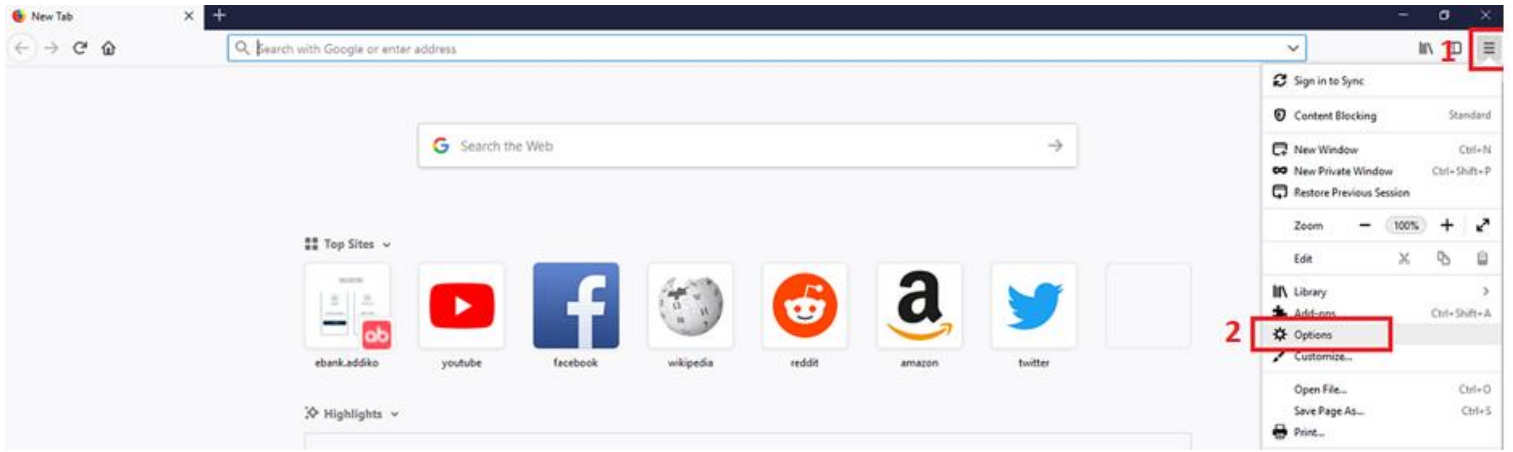 New Tab
Search with Google or enter address
1
Sign in to Sync
Content Blocking Standard
Search the Web
New Window Ctrl+N
New Private Window Ctrl+Shift+P
Restore Previous Session
Zoom 100%
Top Sites
Edit
Library
Add-ons Ctrl+Shift+A
2 Options
Customize...
ebank.addiko youtube facebook wikipedia reddit amazon twitter
Open File... Ctrl+O
Highlights
Save Page As... Ctrl+S
Print...